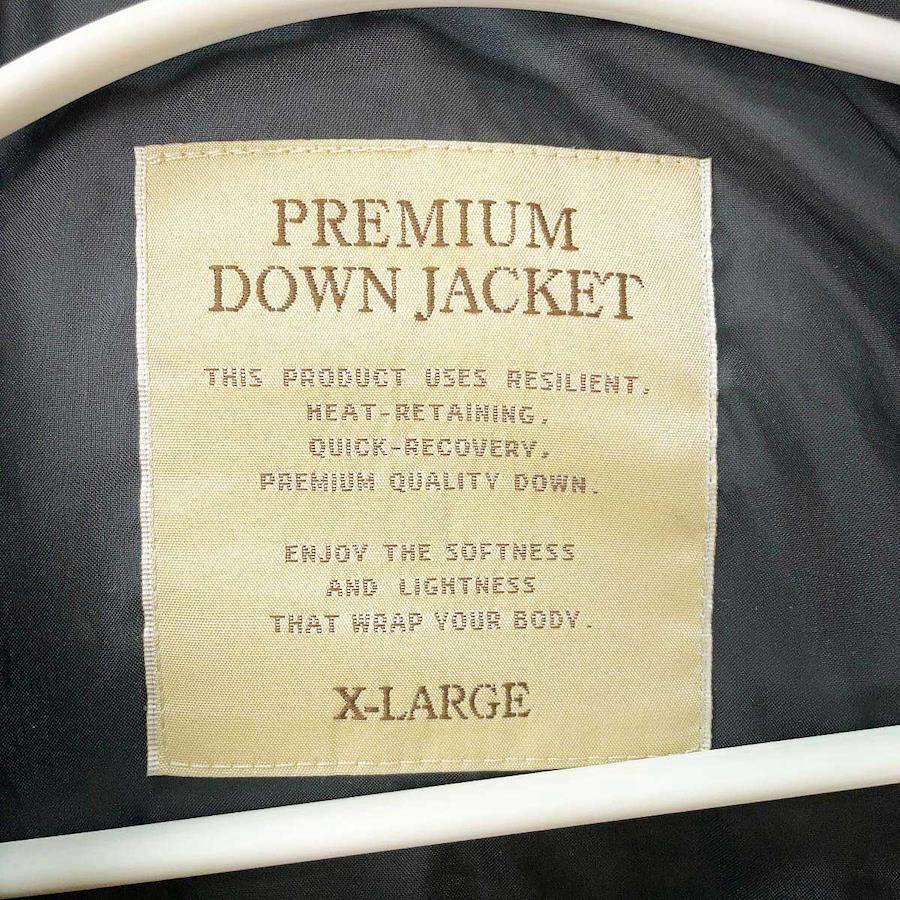 PREMIUM
DOWN JACKET
THIS PRODUCT USES RESILIENT,
HEAT-RETAINING,
QUICK-RECOVERY,
PREMIUM QUALITY DOWN.
ENJOY THE SOFTNESS
AND LIGHTNESS
THAT WRAP YOUR BODY.
X-LARGE